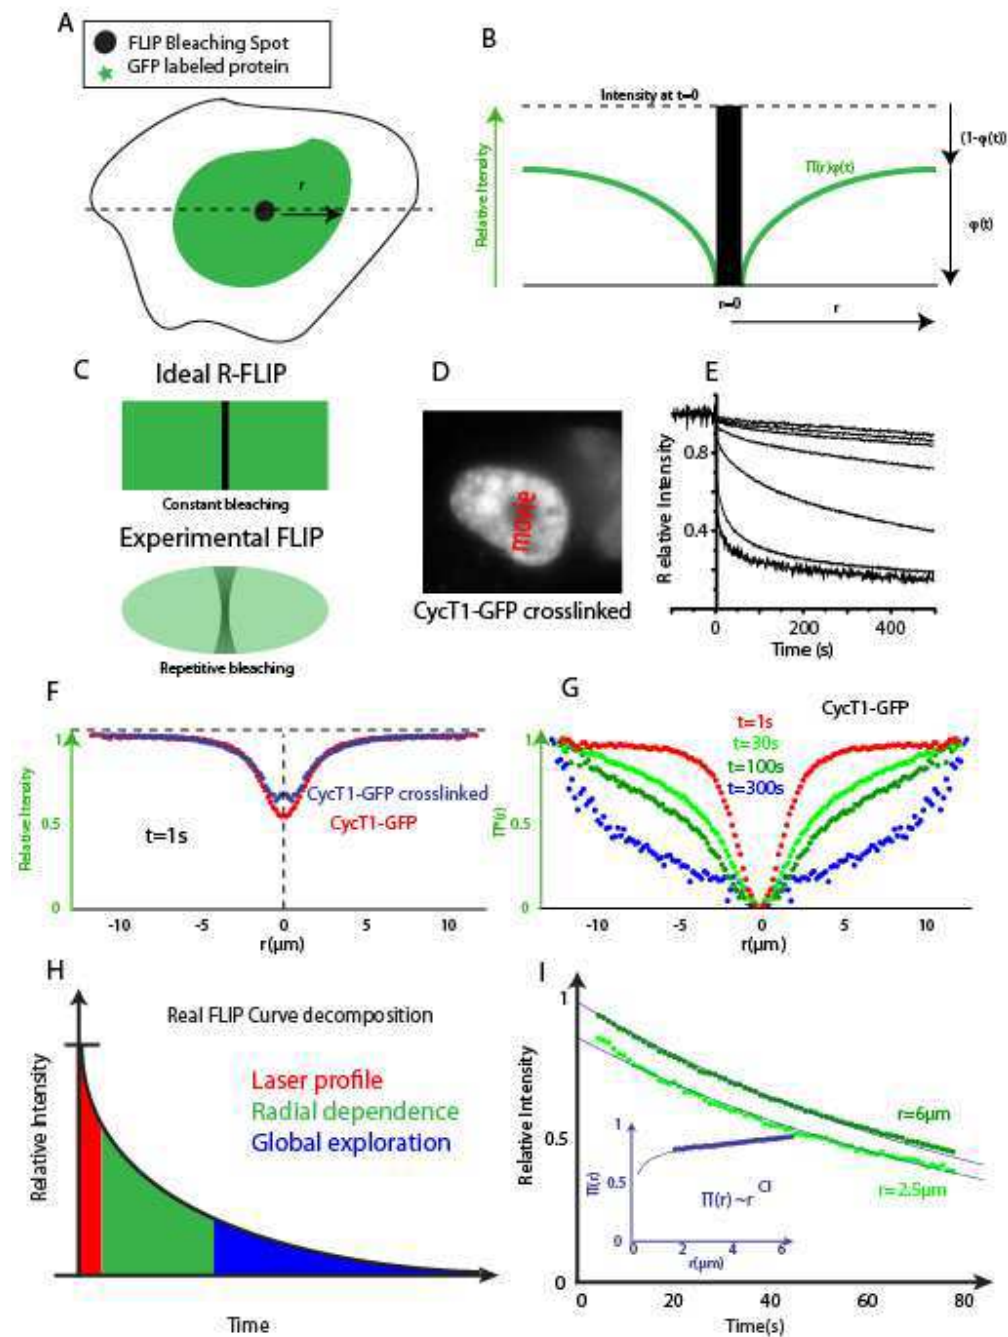 A
FLIP Bleaching Spot
GFP labeled protein
r
B
Intensity at t=0
Relative Itensity
(1-φ(t))
Π(r)φ(t)
φ(t)
r=0
r
C
Ideal R-FLIP
Constant bleaching
Experimental FLIP
Repetitive bleaching
D
movie
CycT1-GFP crosslinked
E
R elative Intensity
0.8
0.4
0
200
400
Time (s)
F
Relative Intensity
1
0.5
0
CycT1-GFP crosslinked
CycT1-GFP
t=1s
-10
-5
0
5
10
r(μm)
G
CycT1-GFP
t=1s
t=30s
t=100s
t=300s
1
0.5
0
-10
-5
0
5
10
r(μm)
H
Real FLIP Curve decomposition
Relative Intensity
Laser profile
Radial dependence
Global exploration
Time
I
Relative Intensity
1
0.5
0
r=6μm
r=2.5μm
Π(r)
1
0.5
0
Π(r) ~ r
0
2
4
6
r(μm)
0
20
40
60
80
Time(s)